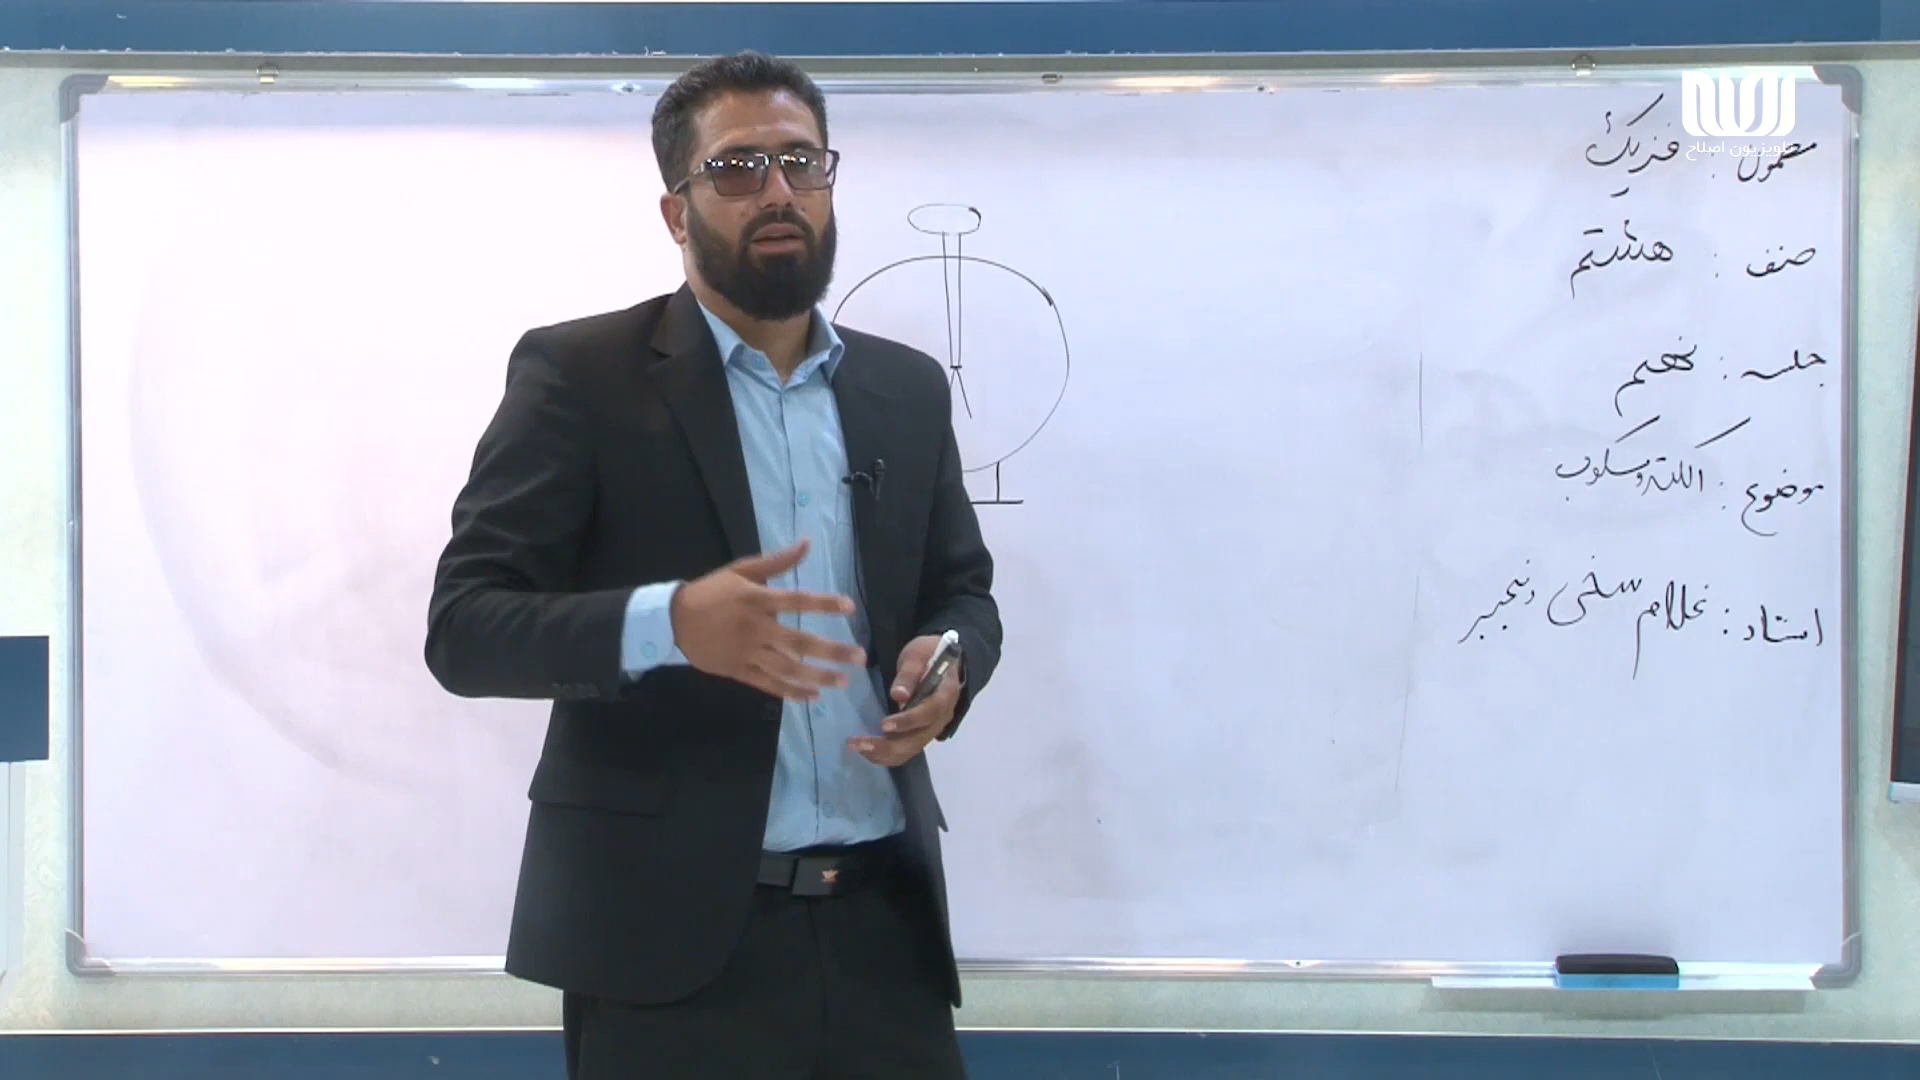 تلویزیون اصلاح
مضمون : فزیک
صنف : هشتم
جلسه : نهم
موضوع : الکتروسکوپ
استاد : غلام سخی رنجبر